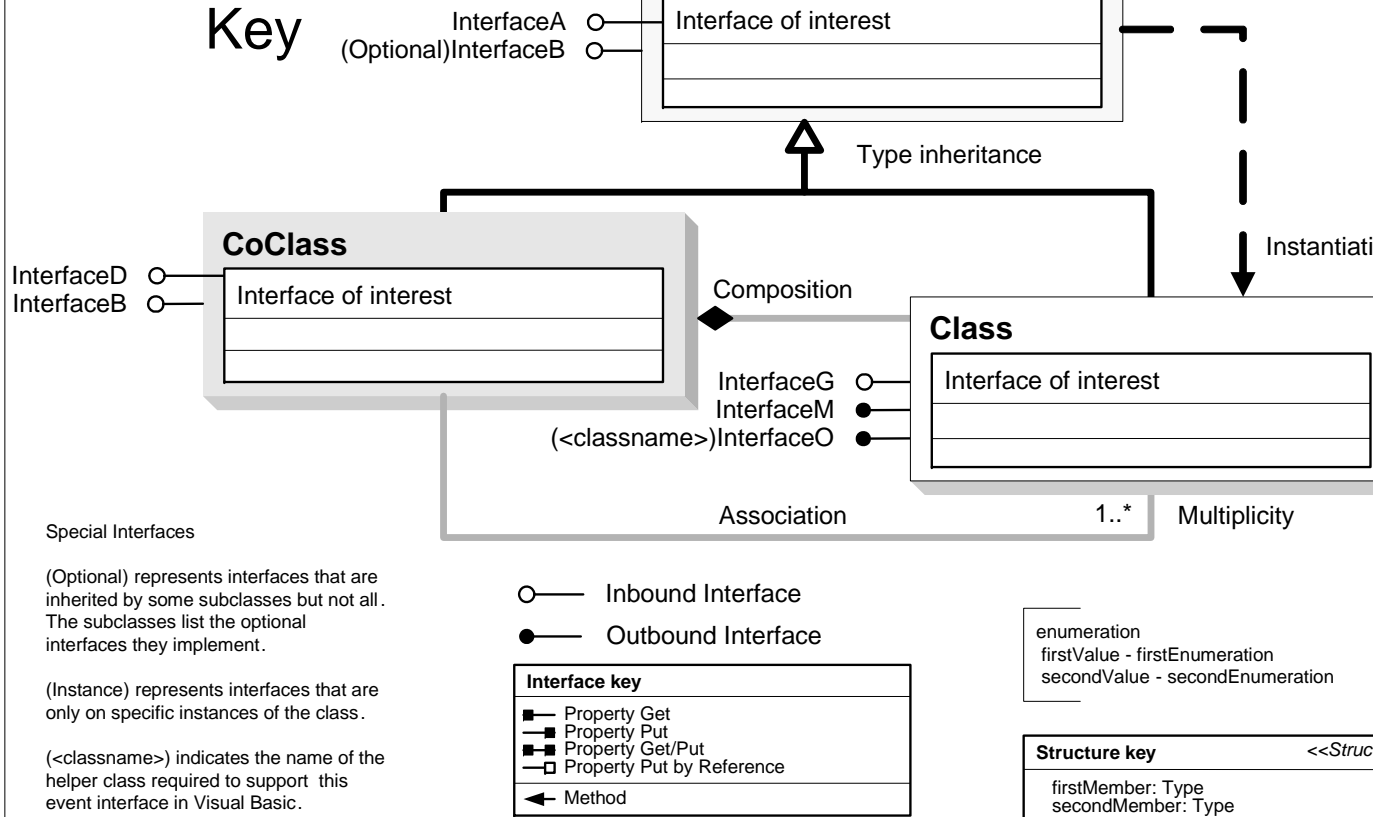 Key
InterfaceA
(Optional)InterfaceB
Interface of interest
Type inheritance
CoClass
InterfaceD
InterfaceB
Interface of interest
Composition
Instantiati
Class
InterfaceG
InterfaceM
(<classname>)InterfaceO
Interface of interest
Association
1..*
Multiplicity
Special Interfaces
(Optional) represents interfaces that are
inherited by some subclasses but not all.
The subclasses list the optional
interfaces they implement.
(Instance) represents interfaces that are
only on specific instances of the class.
(<classname>) indicates the name of the
helper class required to support this
event interface in Visual Basic.
Inbound Interface
Outbound Interface
Interface key
Property Get
Property Put
Property Get/Put
Property Put by Reference
Method
enumeration
firstValue - firstEnumeration
secondValue - secondEnumeration
Structure key <<Struc
firstMember: Type
secondMember: Type